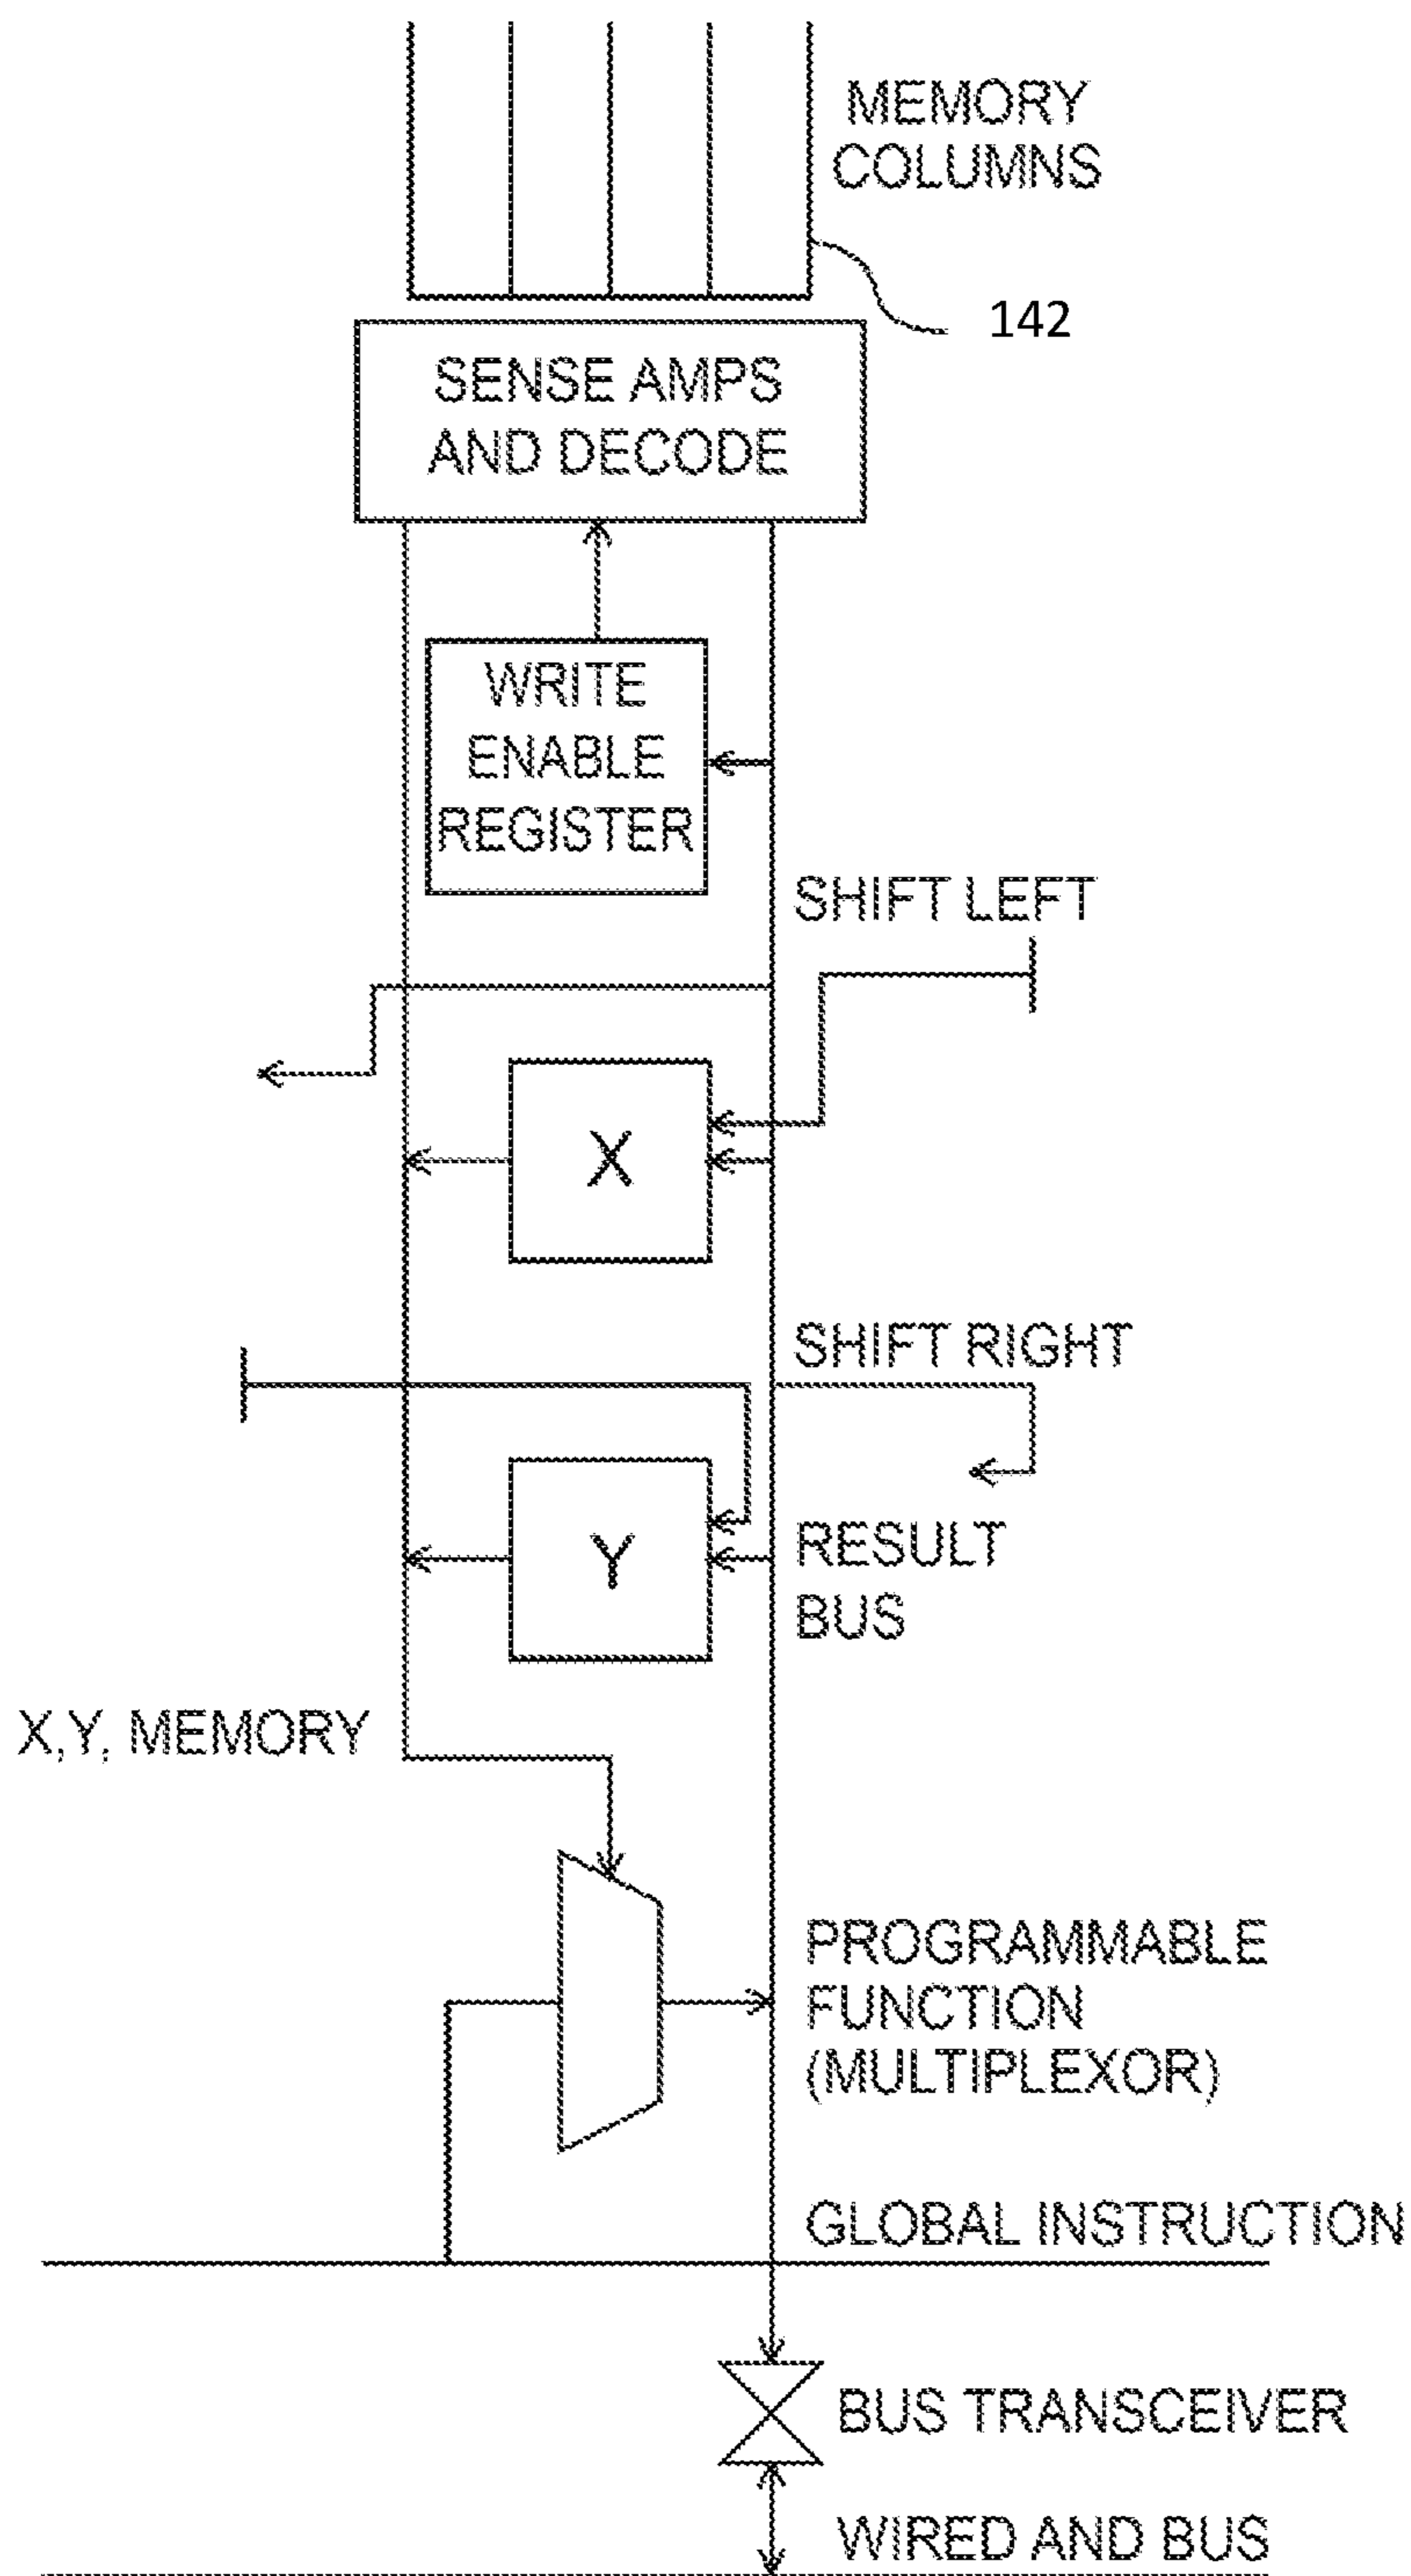 MEMORY
COLUMNS
142
SENSE AMPS
AND DECODE
WRITE
ENABLE
REGISTER
SHIFT LEFT
X
SHIFT RIGHT
Y
RESULT
BUS
X,Y, MEMORY
PROGRAMMABLE
FUNCTION
(MULTIPLEXOR)
GLOBAL INSTRUCTION
BUS TRANSCEIVER
WIRED AND BUS